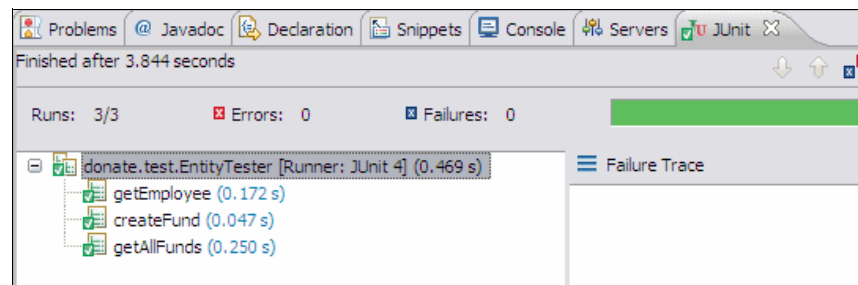 Problems @ Javadoc Declaration Snippets Console Servers JUnit
Finished after 3.844 seconds
Runs: 3/3 Errors: 0 Failures: 0
donate.test.EntityTester [Runner: JUnit 4] (0.469 s)
Failure Trace
getEmployee (0.172 s)
createFund (0.047 s)
getAllFunds (0.250 s)